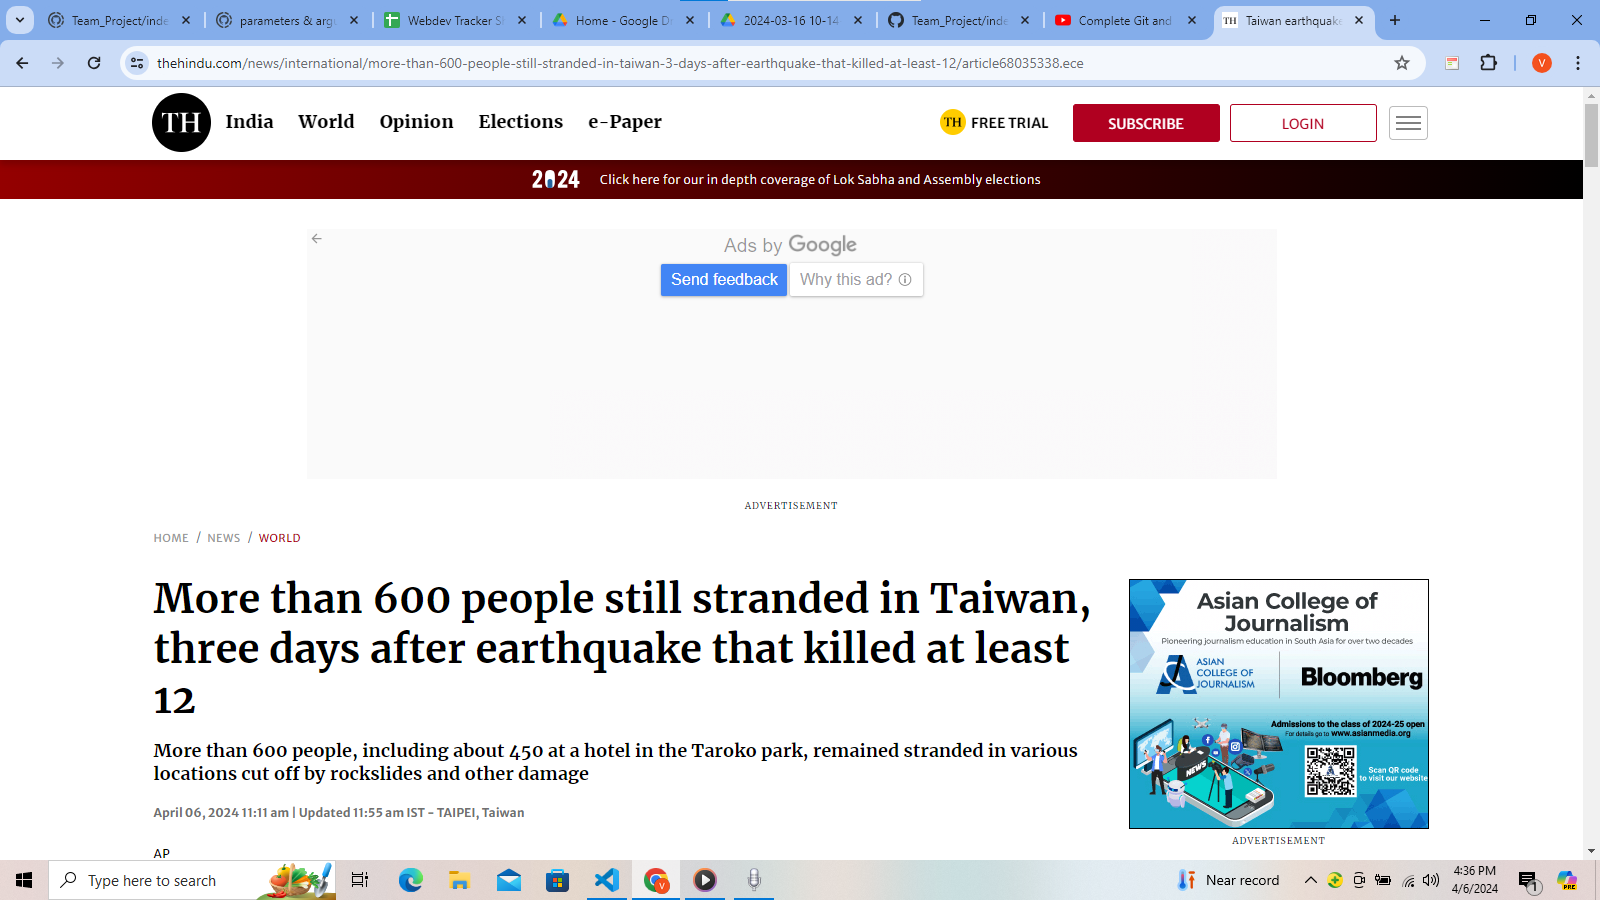 Team_Project/inde
parameters & argu
Webdev Tracker Sh
Home - Google Dr
2024-03-16 10-14
Team_Project/inde
Complete Git and
TH Taiwan earthquake
thehindu.com/news/international/more-than-600-people-still-stranded-in-taiwan-3-days-after-earthquake-that-killed-at-least-12/article68035338.ece
V
TH India World Opinion Elections e-Paper
TH FREE TRIAL SUBSCRIBE LOGIN
2024 Click here for our in depth coverage of Lok Sabha and Assembly elections
Ads by Google
Send feedback Why this ad?
ADVERTISEMENT
HOME / NEWS / WORLD
More than 600 people still stranded in Taiwan,
three days after earthquake that killed at least
12
More than 600 people, including about 450 at a hotel in the Taroko park, remained stranded in various
locations cut off by rockslides and other damage
April 06, 2024 11:11 am | Updated 11:55 am IST - TAIPEI, Taiwan
AP
Asian College of
Journalism
Pioneering journalism education in South Asia for over two decades
ASIAN
COLLEGE OF
JOURNALISM
Bloomberg
Admissions to the class of 2024-25 open
For details go to www.asianmedia.org
NEWS
Scan QR code
to visit our website
ADVERTISEMENT
Type here to search
V
Near record
4:36 PM
4/6/2024
1
PRE